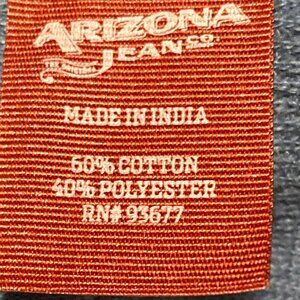 ARIZONA
JEAN CO.
MADE IN INDIA
60% COTTON
40% POLYESTER
RN# 93677